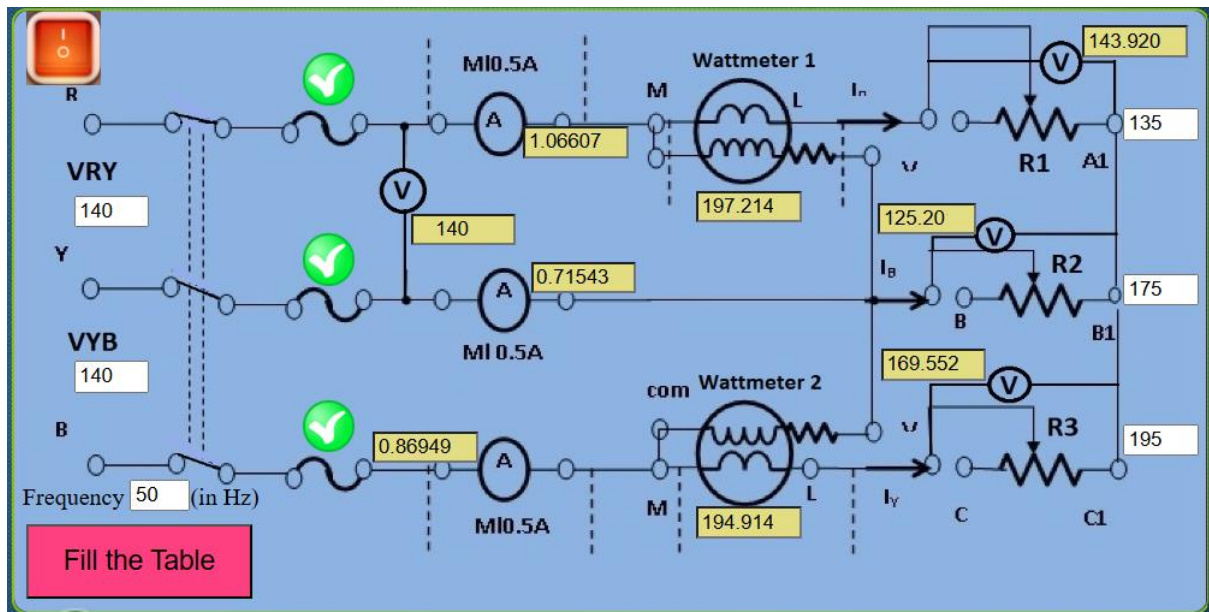 143.920
MI0.5A
Wattmeter 1
R
M
L
A
1.06607
135
VRY
R1
A1
V
140
197.214
140
125.20
V
Y
0.71543
I_B
R2
A
175
VYB
MI 0.5A
B
B1
140
169.552
com
Wattmeter 2
V
B
R3
0.86949
195
A
Frequency 50 (in Hz)
M
L
I_Y
C
C1
MI0.5A
194.914
Fill the Table